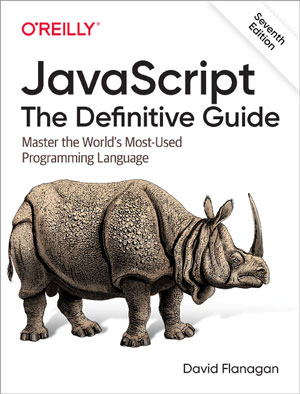 O'REILLY®
Seventh
Edition
JavaScript
The Definitive Guide
Master the World's Most-Used
Programming Language
David Flanagan